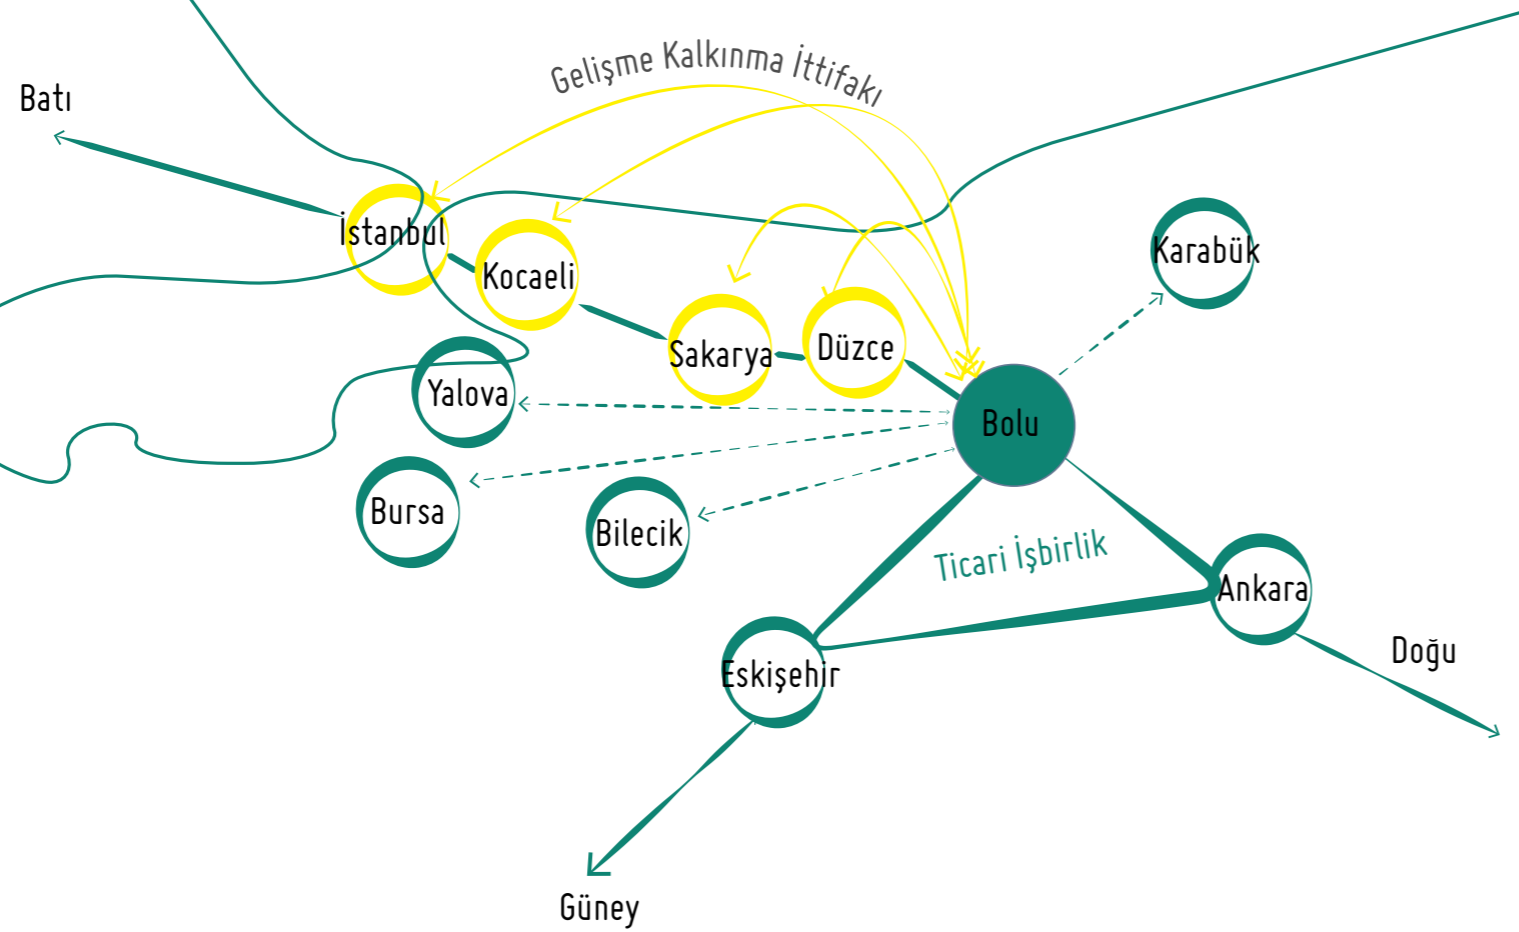 Gelişme Kalkınma İttifakı
Batı
İstanbul
Kocaeli
Karabük
Sakarya
Düzce
Yalova
Bolu
Bursa
Bilecik
Ticari İşbirlik
Ankara
Eskişehir
Doğu
Güney